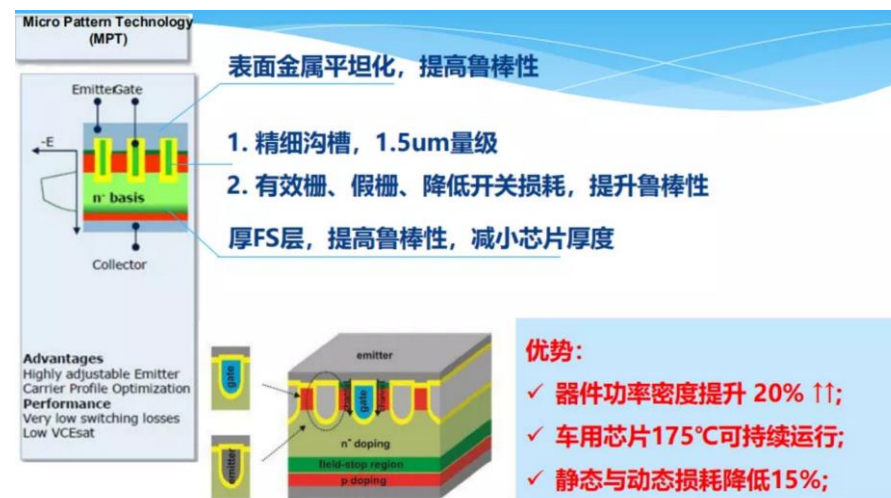 Micro Pattern Technology
(MPT)
表面金属平坦化，提高鲁棒性
EmitterGate
-E
1. 精细沟槽，1.5um量级
2. 有效栅、假栅、降低开关损耗，提升鲁棒性
n⁻ basis
厚FS层，提高鲁棒性，减小芯片厚度
Collector
Advantages
Highly adjustable Emitter
Carrier Profile Optimization
Performance
Very low switching losses
Low VCEsat
gate
emitter
emitter
channel
gate
channel
n⁺ doping
field-stop region
p doping
优势：
✓ 器件功率密度提升 20% ↑↑;
✓ 车用芯片175℃可持续运行;
✓ 静态与动态损耗降低15%;